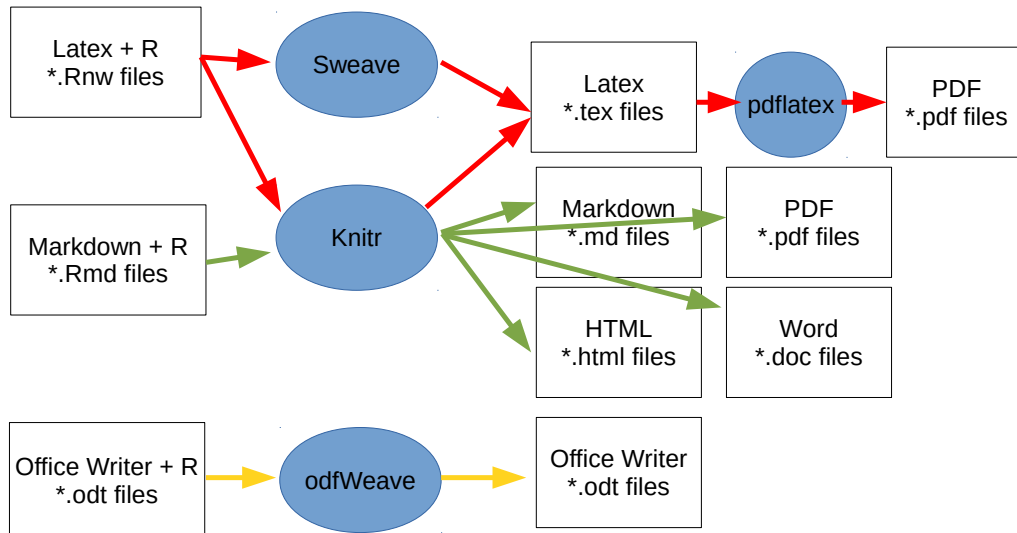 Latex + R
*.Rnw files
Sweave
Latex
*.tex files
pdflatex
PDF
*.pdf files
Markdown + R
*.Rmd files
Knitr
Markdown
*.md files
PDF
*.pdf files
HTML
*.html files
Word
*.doc files
Office Writer + R
*.odt files
odfWeave
Office Writer
*.odt files